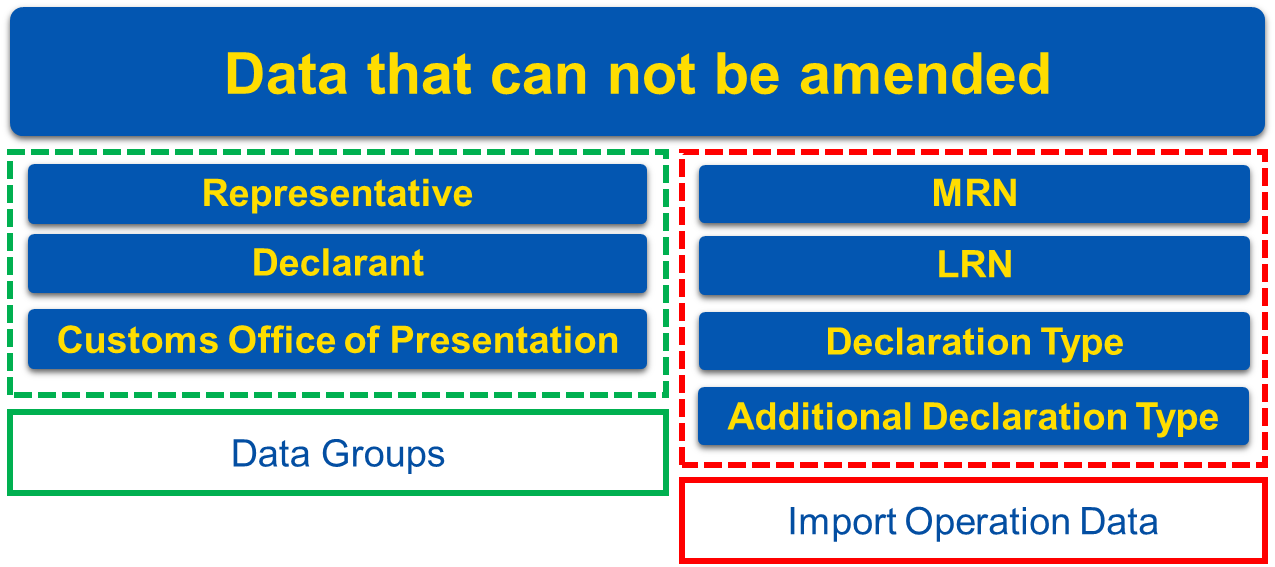 Data that can not be amended
Representative
Declarant
Customs Office of Presentation
Data Groups
MRN
LRN
Declaration Type
Additional Declaration Type
Import Operation Data